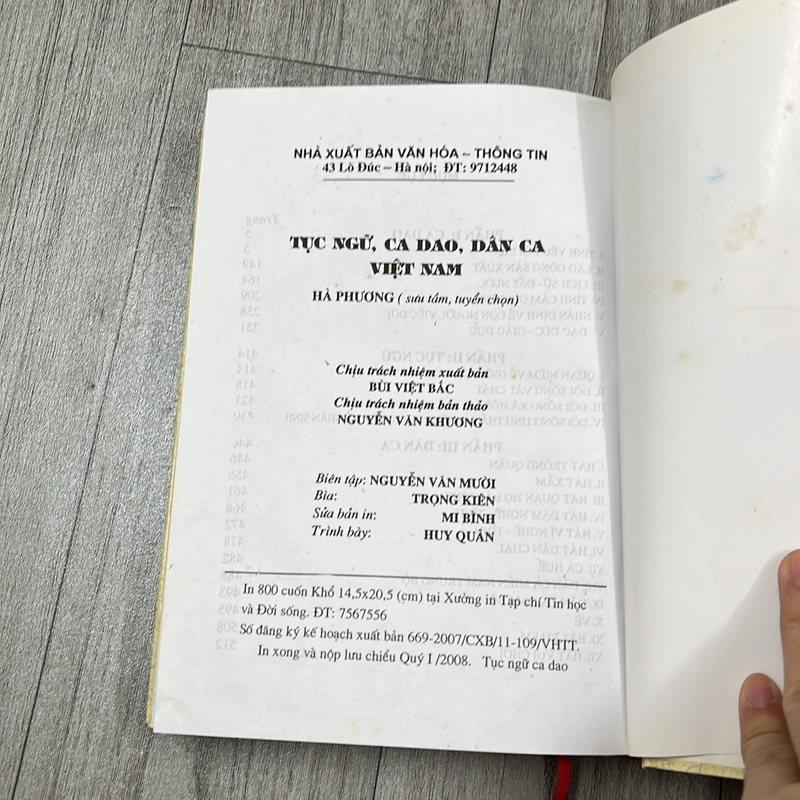 NHÀ XUẤT BẢN VĂN HÓA – THÔNG TIN
43 Lò Đúc – Hà nội; ĐT: 9712448
TỤC NGỮ, CA DAO, DÂN CA
VIỆT NAM
HÀ PHƯƠNG ( sưu tầm, tuyển chọn)
Chịu trách nhiệm xuất bản
BÙI VIỆT BẮC
Chịu trách nhiệm bản thảo
NGUYỄN VĂN KHƯƠNG
Biên tập: NGUYỄN VĂN MƯỜI
Bìa: TRỌNG KIÊN
Sửa bản in: MI BÌNH
Trình bày: HUY QUÂN
In 800 cuốn Khổ 14,5x20,5 (cm) tại Xưởng in Tạp chí Tin học
và Đời sống. ĐT: 7567556
Số đăng ký kế hoạch xuất bản 669-2007/CXB/11-109/VHTT.
In xong và nộp lưu chiểu Quý I /2008. Tục ngữ ca dao